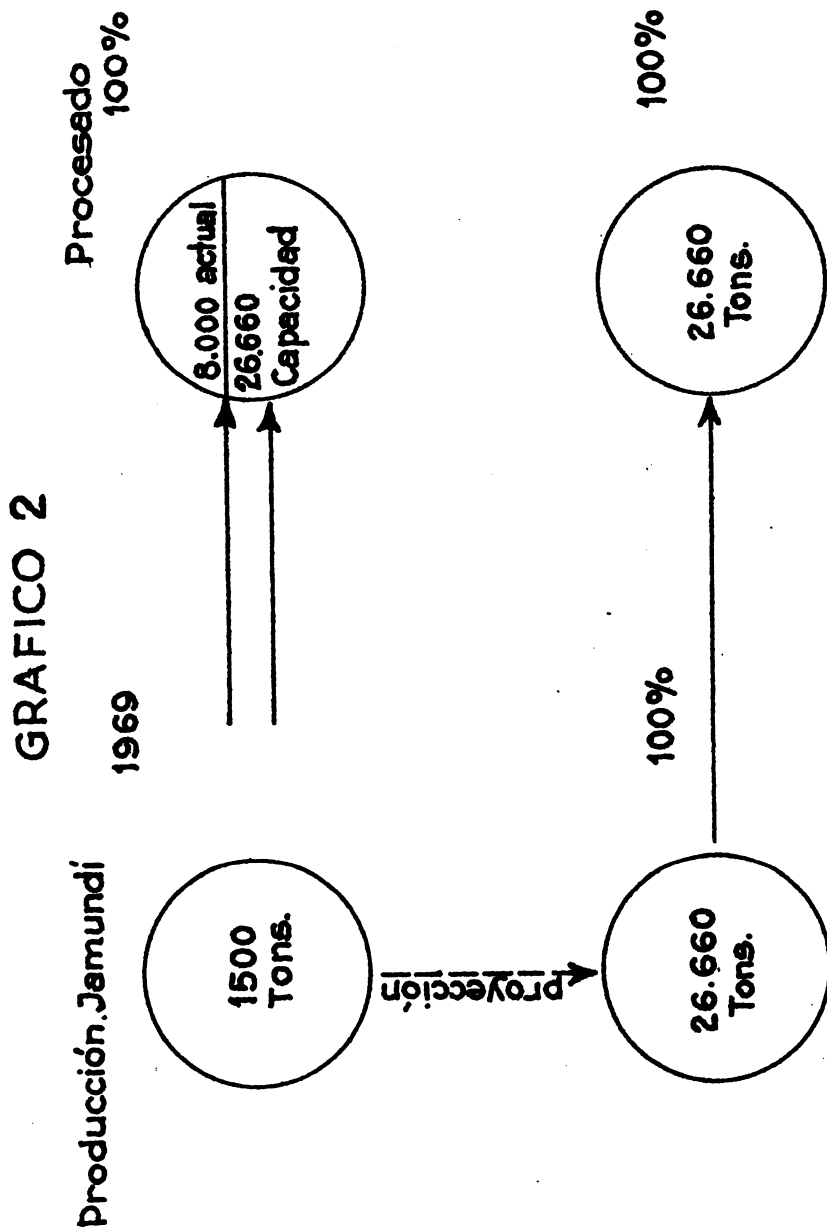 GRAFICO 2
Producción.Jamundí
1969
Procesado
100%
1500
Tons.
8.000 actual
26.660
Capacidad
proyección
26.660
Tons.
100%
26.660
Tons.
100%